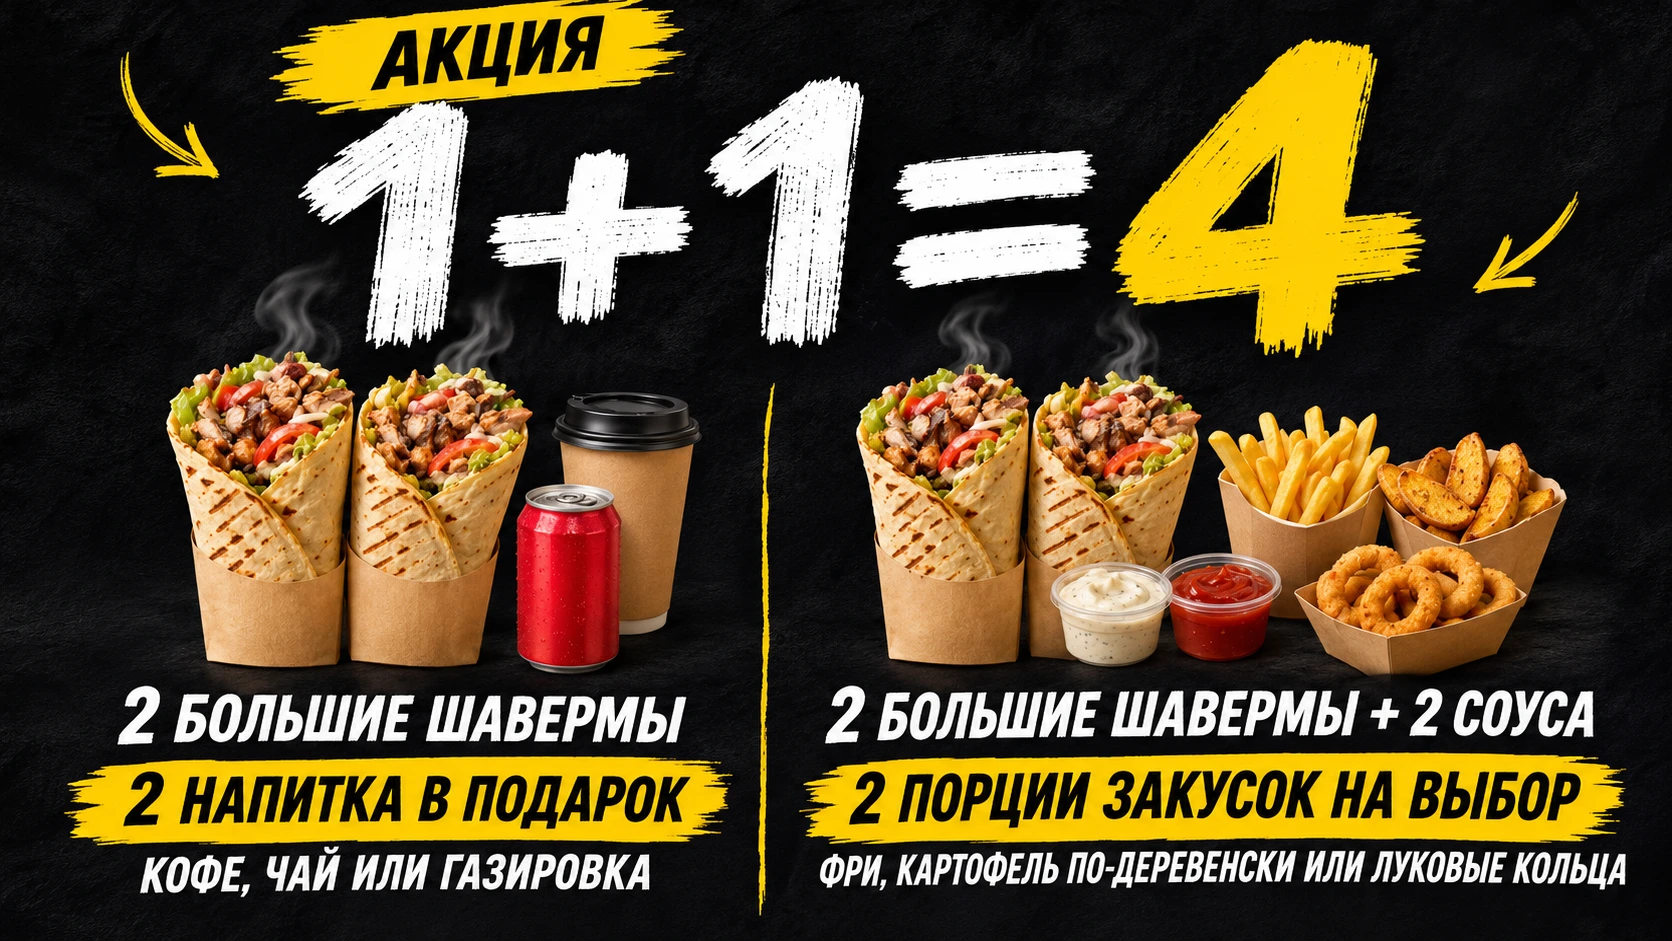 АКЦИЯ
1+1=4
2 БОЛЬШИЕ ШАВЕРМЫ
2 НАПИТКА В ПОДАРОК
КОФЕ, ЧАЙ ИЛИ ГАЗИРОВКА
2 БОЛЬШИЕ ШАВЕРМЫ + 2 СОУСА
2 ПОРЦИИ ЗАКУСОК НА ВЫБОР
ФРИ, КАРТОФЕЛЬ ПО-ДЕРЕВЕНСКИ ИЛИ ЛУКОВЫЕ КОЛЬЦА